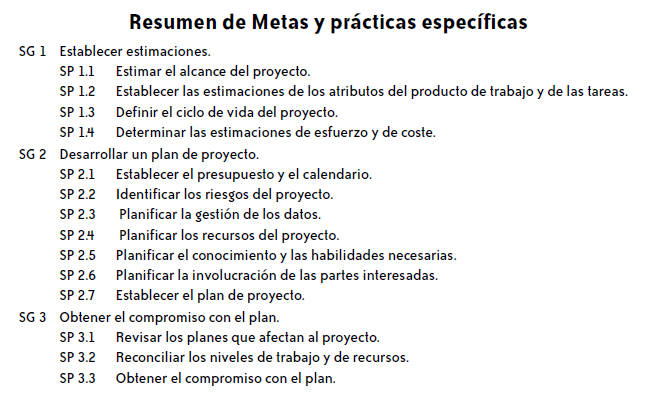 Resumen de Metas y prácticas específicas
SG 1 Establecer estimaciones.
SP 1.1 Estimar el alcance del proyecto.
SP 1.2 Establecer las estimaciones de los atributos del producto de trabajo y de las tareas.
SP 1.3 Definir el ciclo de vida del proyecto.
SP 1.4 Determinar las estimaciones de esfuerzo y de coste.
SG 2 Desarrollar un plan de proyecto.
SP 2.1 Establecer el presupuesto y el calendario.
SP 2.2 Identificar los riesgos del proyecto.
SP 2.3 Planificar la gestión de los datos.
SP 2.4 Planificar los recursos del proyecto.
SP 2.5 Planificar el conocimiento y las habilidades necesarias.
SP 2.6 Planificar la involucración de las partes interesadas.
SP 2.7 Establecer el plan de proyecto.
SG 3 Obtener el compromiso con el plan.
SP 3.1 Revisar los planes que afectan al proyecto.
SP 3.2 Reconciliar los niveles de trabajo y de recursos.
SP 3.3 Obtener el compromiso con el plan.